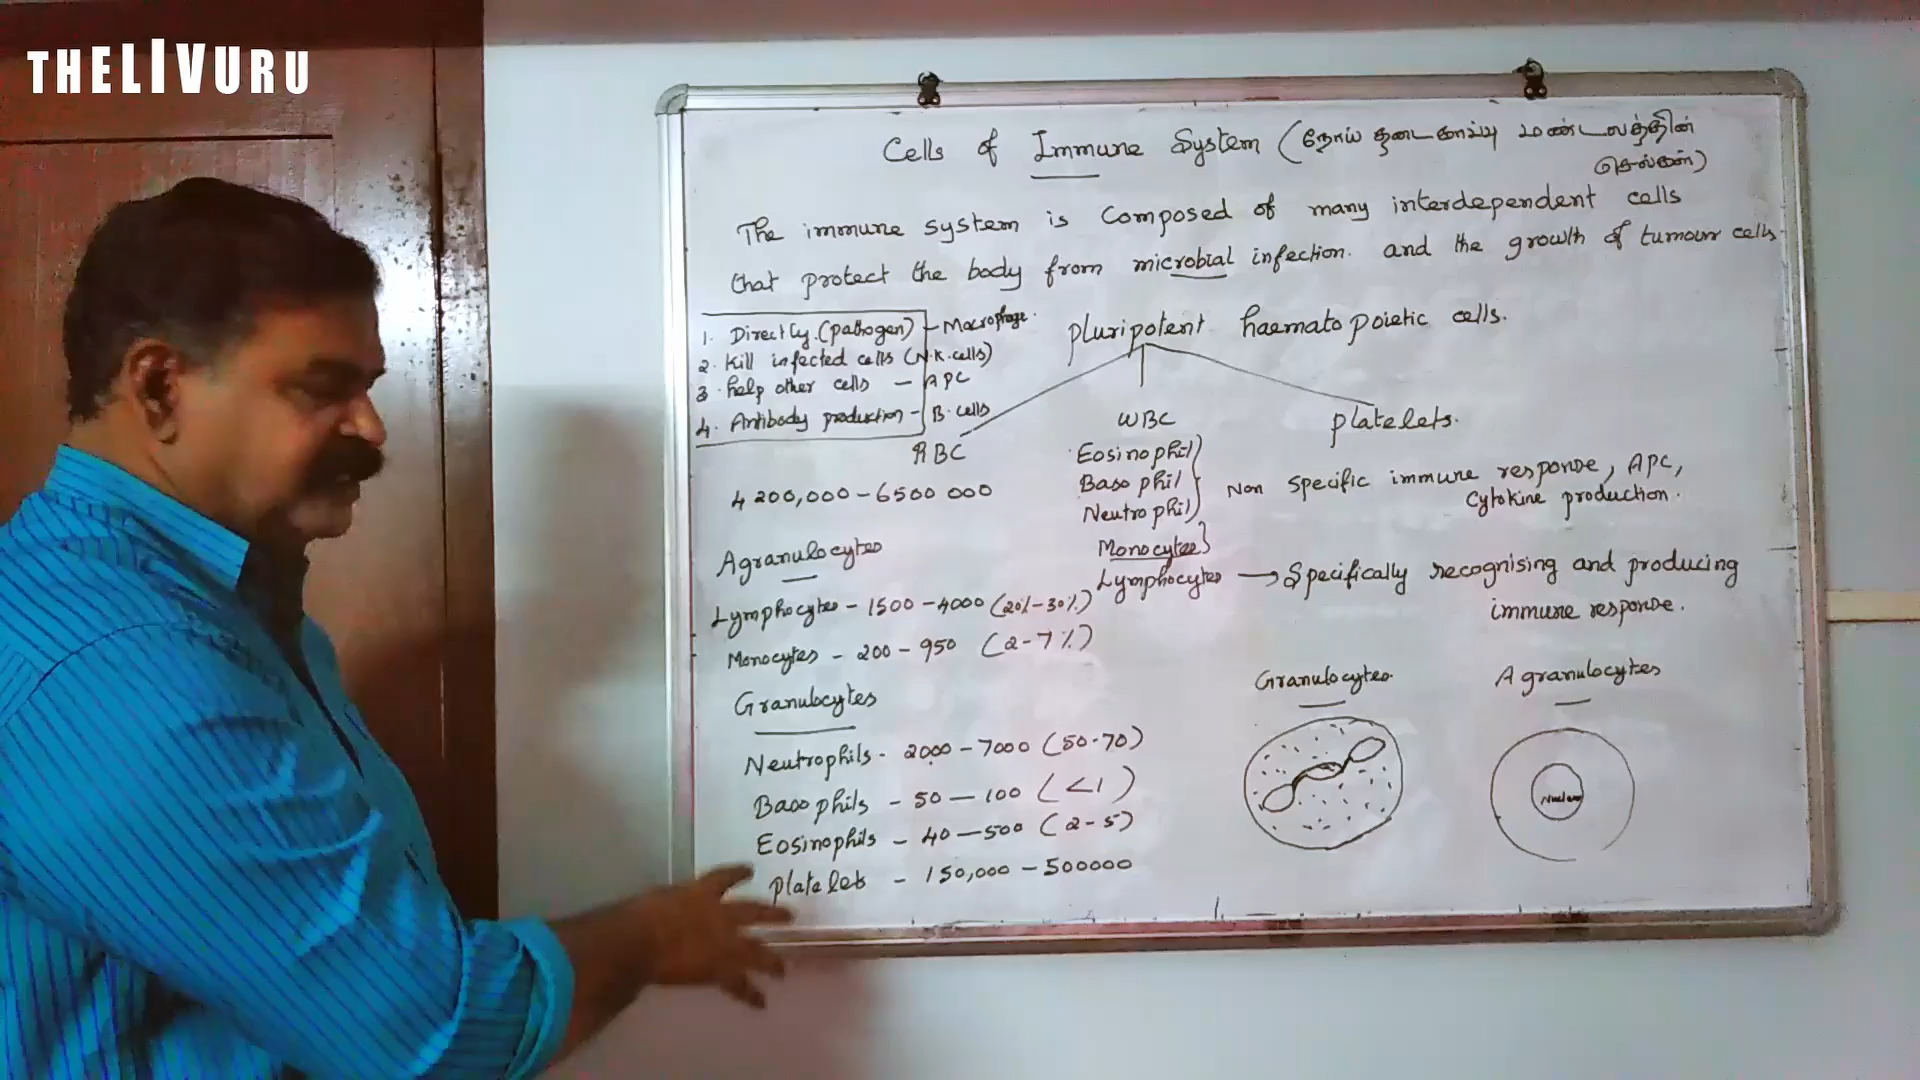 THELIVURU
Cells of Immune System (நோய் தடைகாப்பு மண்டலத்தின்
செல்கள்)
The immune system is composed of many interdependent cells
that protect the body from microbial infection. and the growth of tumour cells.
1. Directly (pathogen) - Macrophage.
2. Kill infected cells (N.K.cells)
3. help other cells - APC
4. Antibody production - B.cells
pluripotent haematopoietic cells.
RBC
WBC
platelets.
4200,000-6500 000
Eosinophil
Basophil
Neutrophil
Monocytes
Non Specific immune response, APC,
Cytokine production.
Lymphocytes → Specifically recognising and producing
immune response.
Agranulocytes
Lymphocytes - 1500-4000 (20%-30%)
Monocytes - 200-950 (2-7%)
Granulocytes
Neutrophils - 2000-7000 (50-70)
Basophils - 50-100 (<1)
Eosinophils - 40-500 (2-5)
platelets - 150,000-500000
Granulocytes.
Agranulocytes